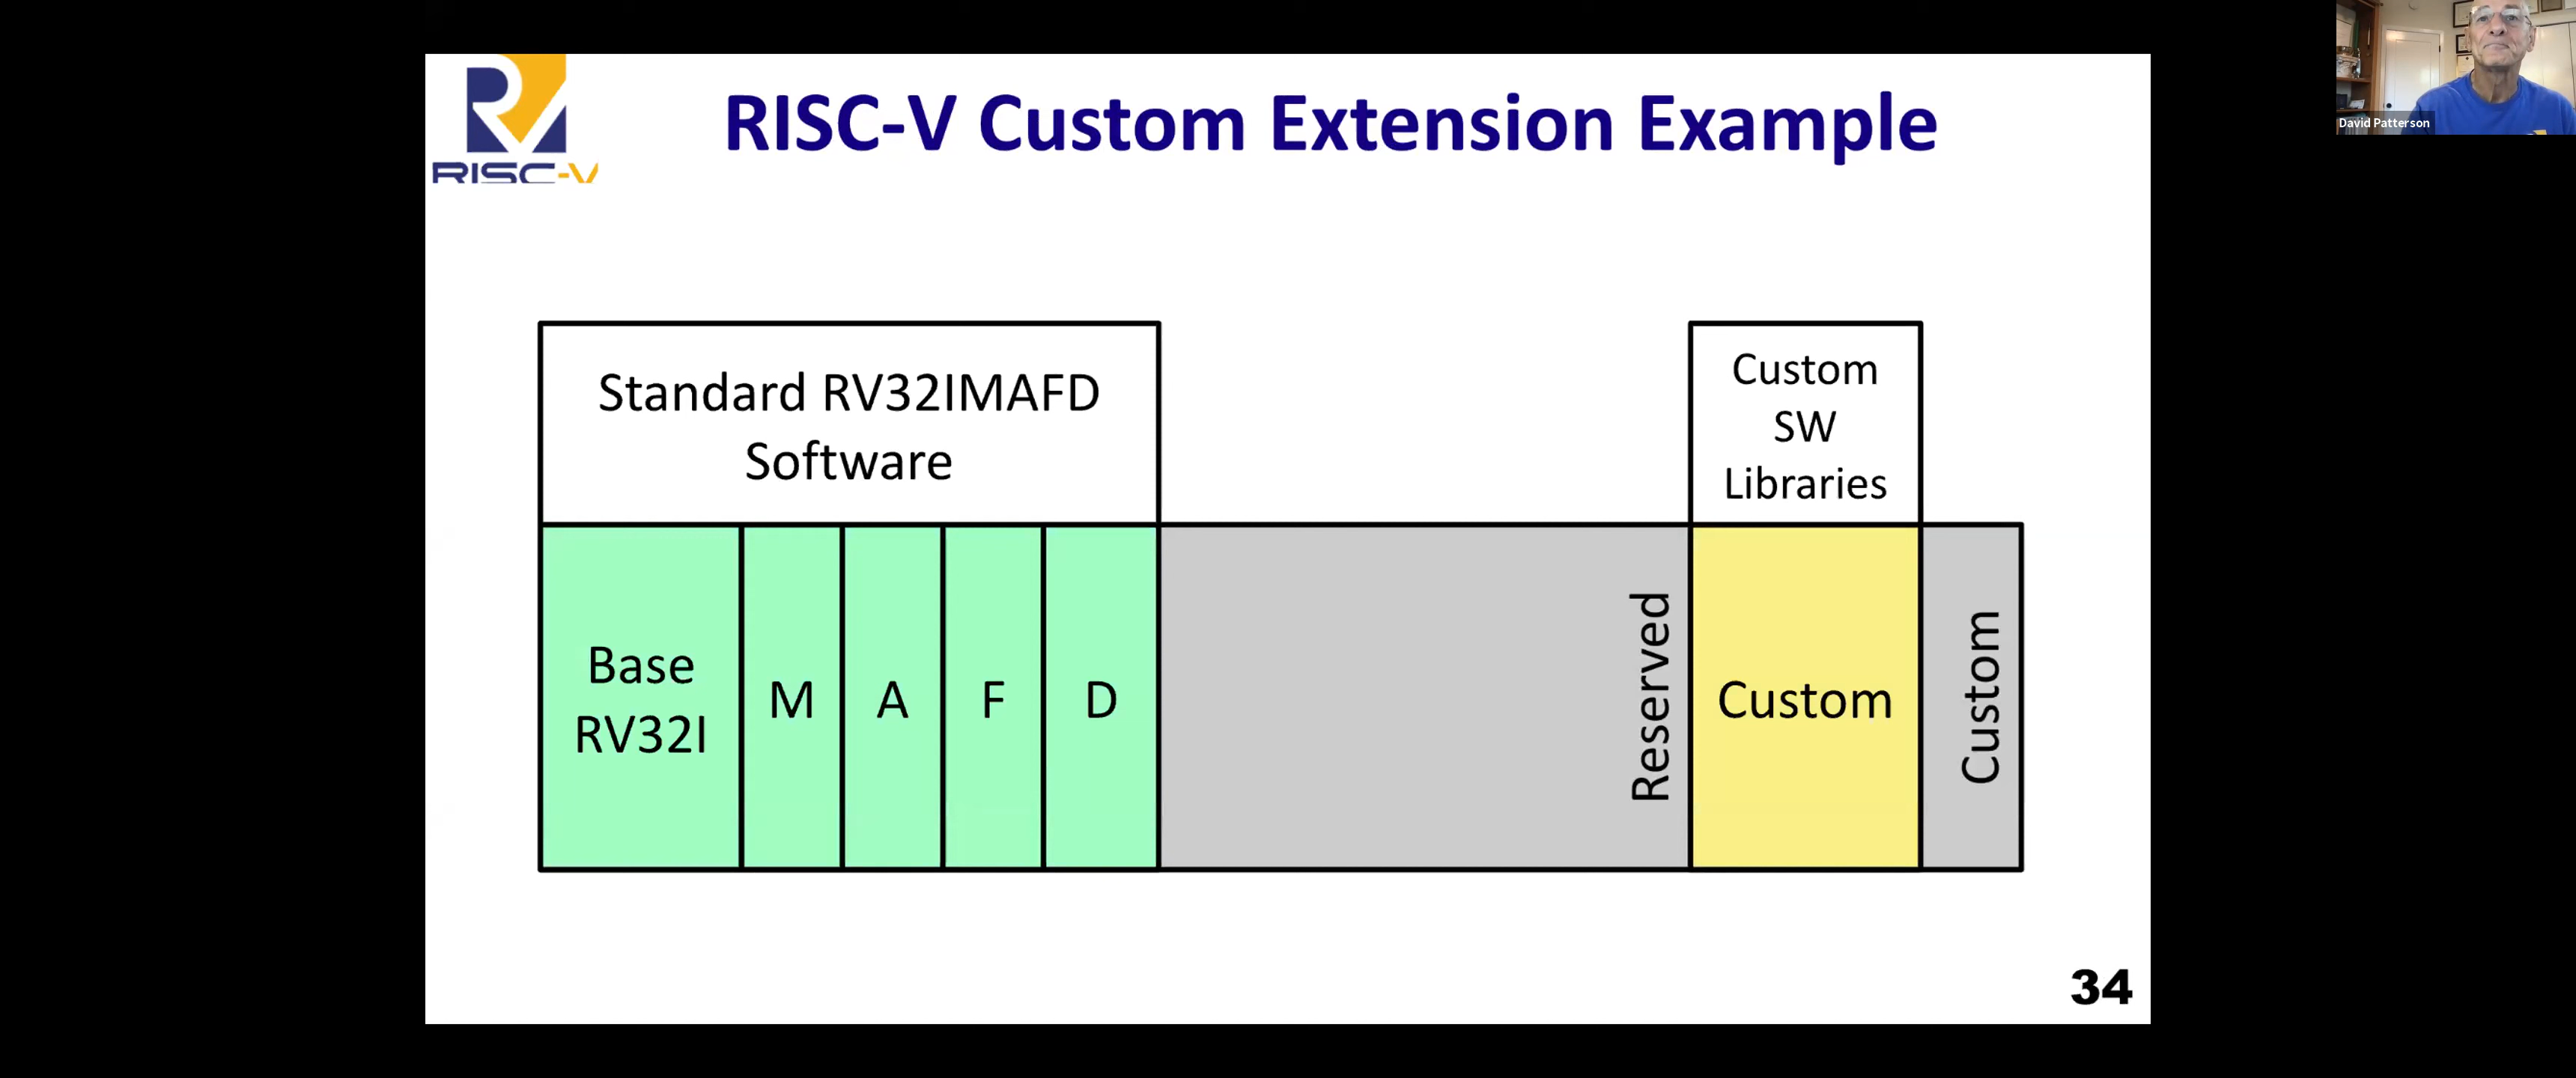 RISC-V
RISC-V Custom Extension Example
David Patterson
Standard RV32IMAFD
Software
Custom
SW
Libraries
Base
RV32I
M
A
F
D
Reserved
Custom
Custom
34